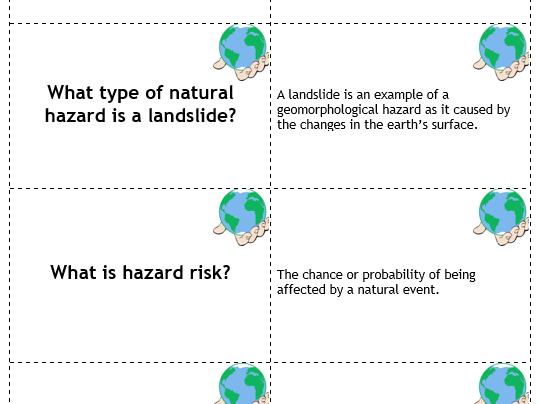 What type of natural
hazard is a landslide?
A landslide is an example of a
geomorphological hazard as it caused by
the changes in the earth's surface.
What is hazard risk?
The chance or probability of being
affected by a natural event.